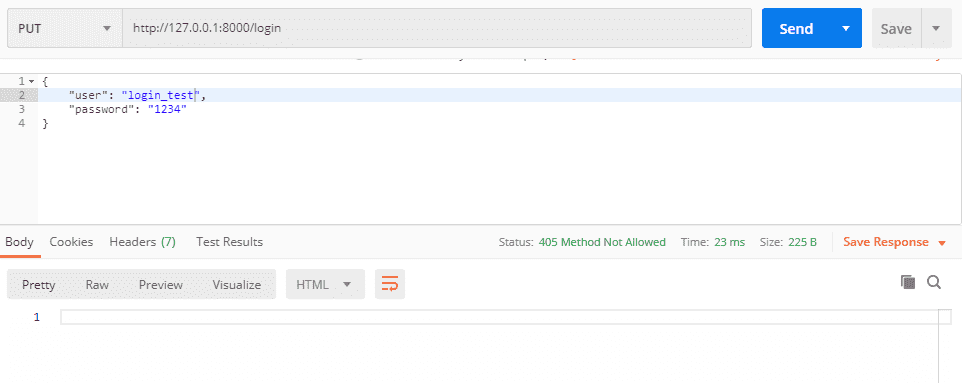 PUT http://127.0.0.1:8000/login Send Save
1 {
2 "user": "login_test",
3 "password": "1234"
4 }
Body Cookies Headers (7) Test Results Status: 405 Method Not Allowed Time: 23 ms Size: 225 B Save Response
Pretty Raw Preview Visualize HTML
1